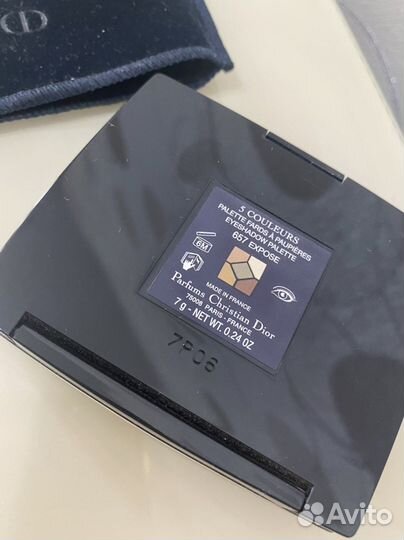 CD
5 COULEURS
PALETTE FARDS À PAUPIÈRES
EYESHADOW PALETTE
657 EXPOSE
6M
MADE IN FRANCE
Parfums Christian Dior
75008 PARIS - FRANCE
7 g - NET WT. 0.24 OZ
7P06
Avito